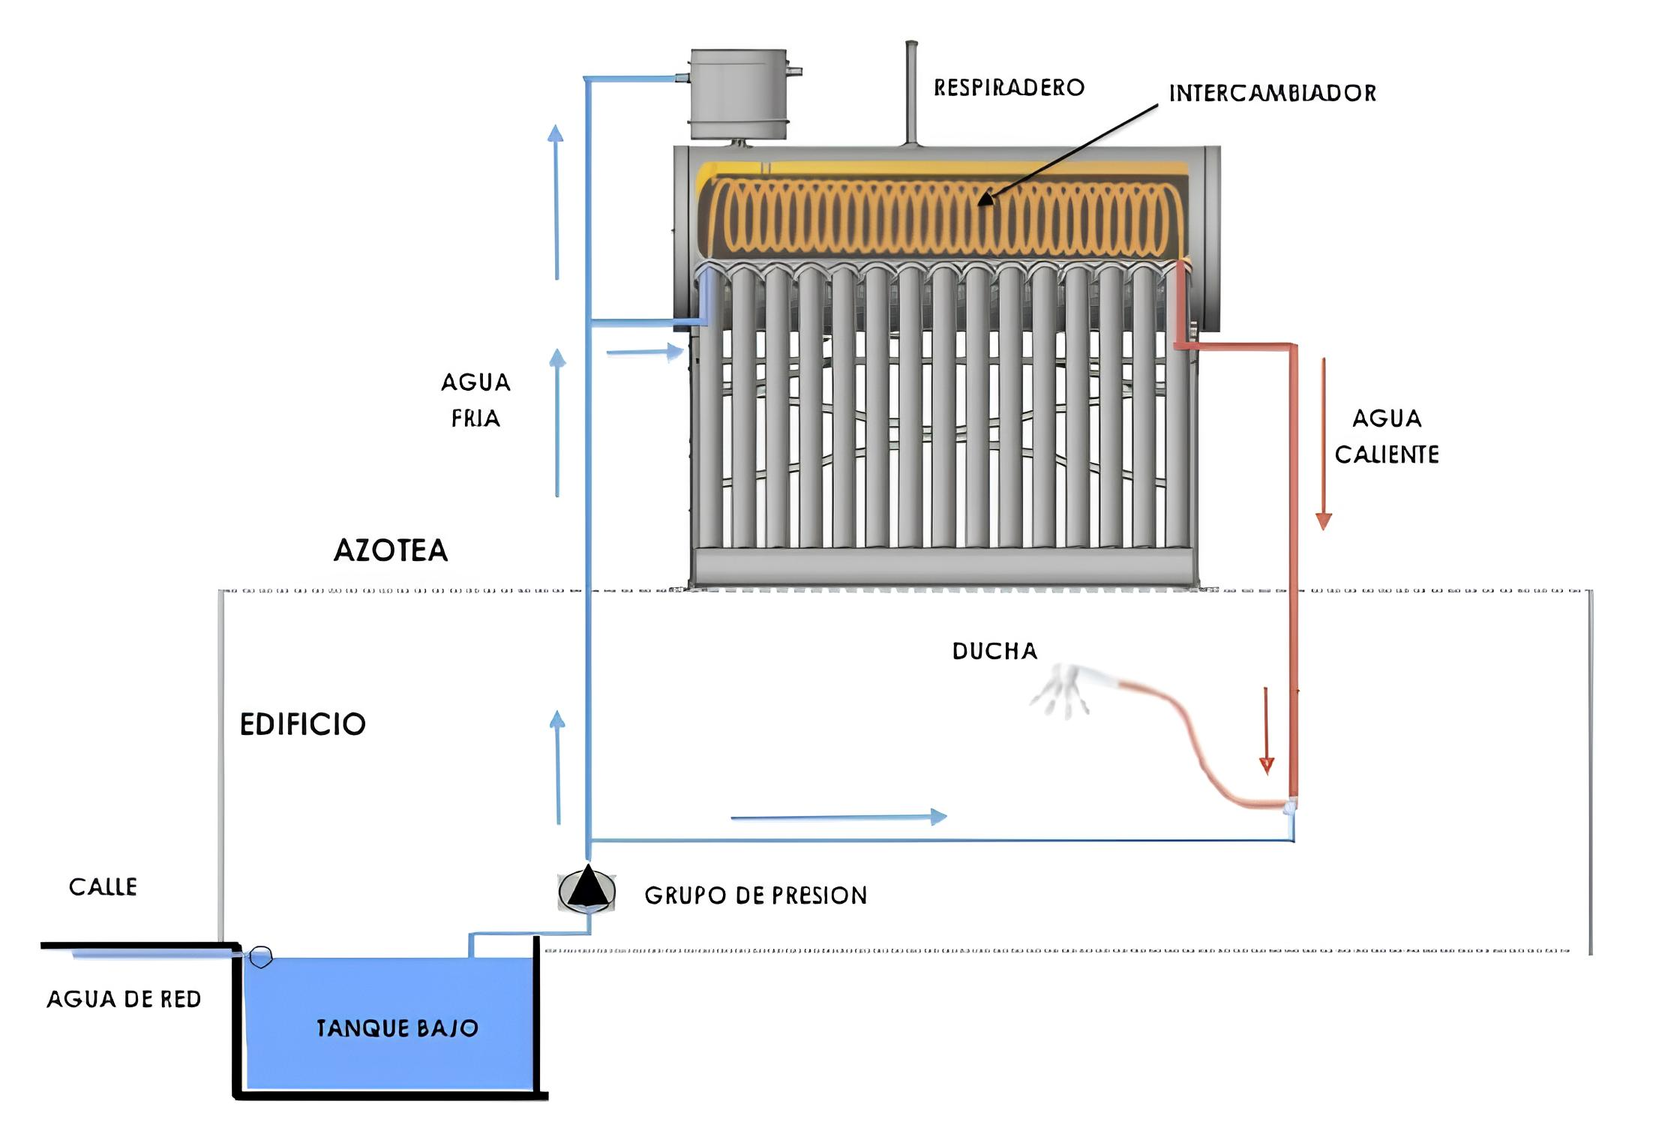 RESPIRADERO
INTERCAMBIADOR
AGUA
FRIA
AGUA
CALIENTE
AZOTEA
DUCHA
EDIFICIO
CALLE
GRUPO DE PRESION
AGUA DE RED
TANQUE BAJO